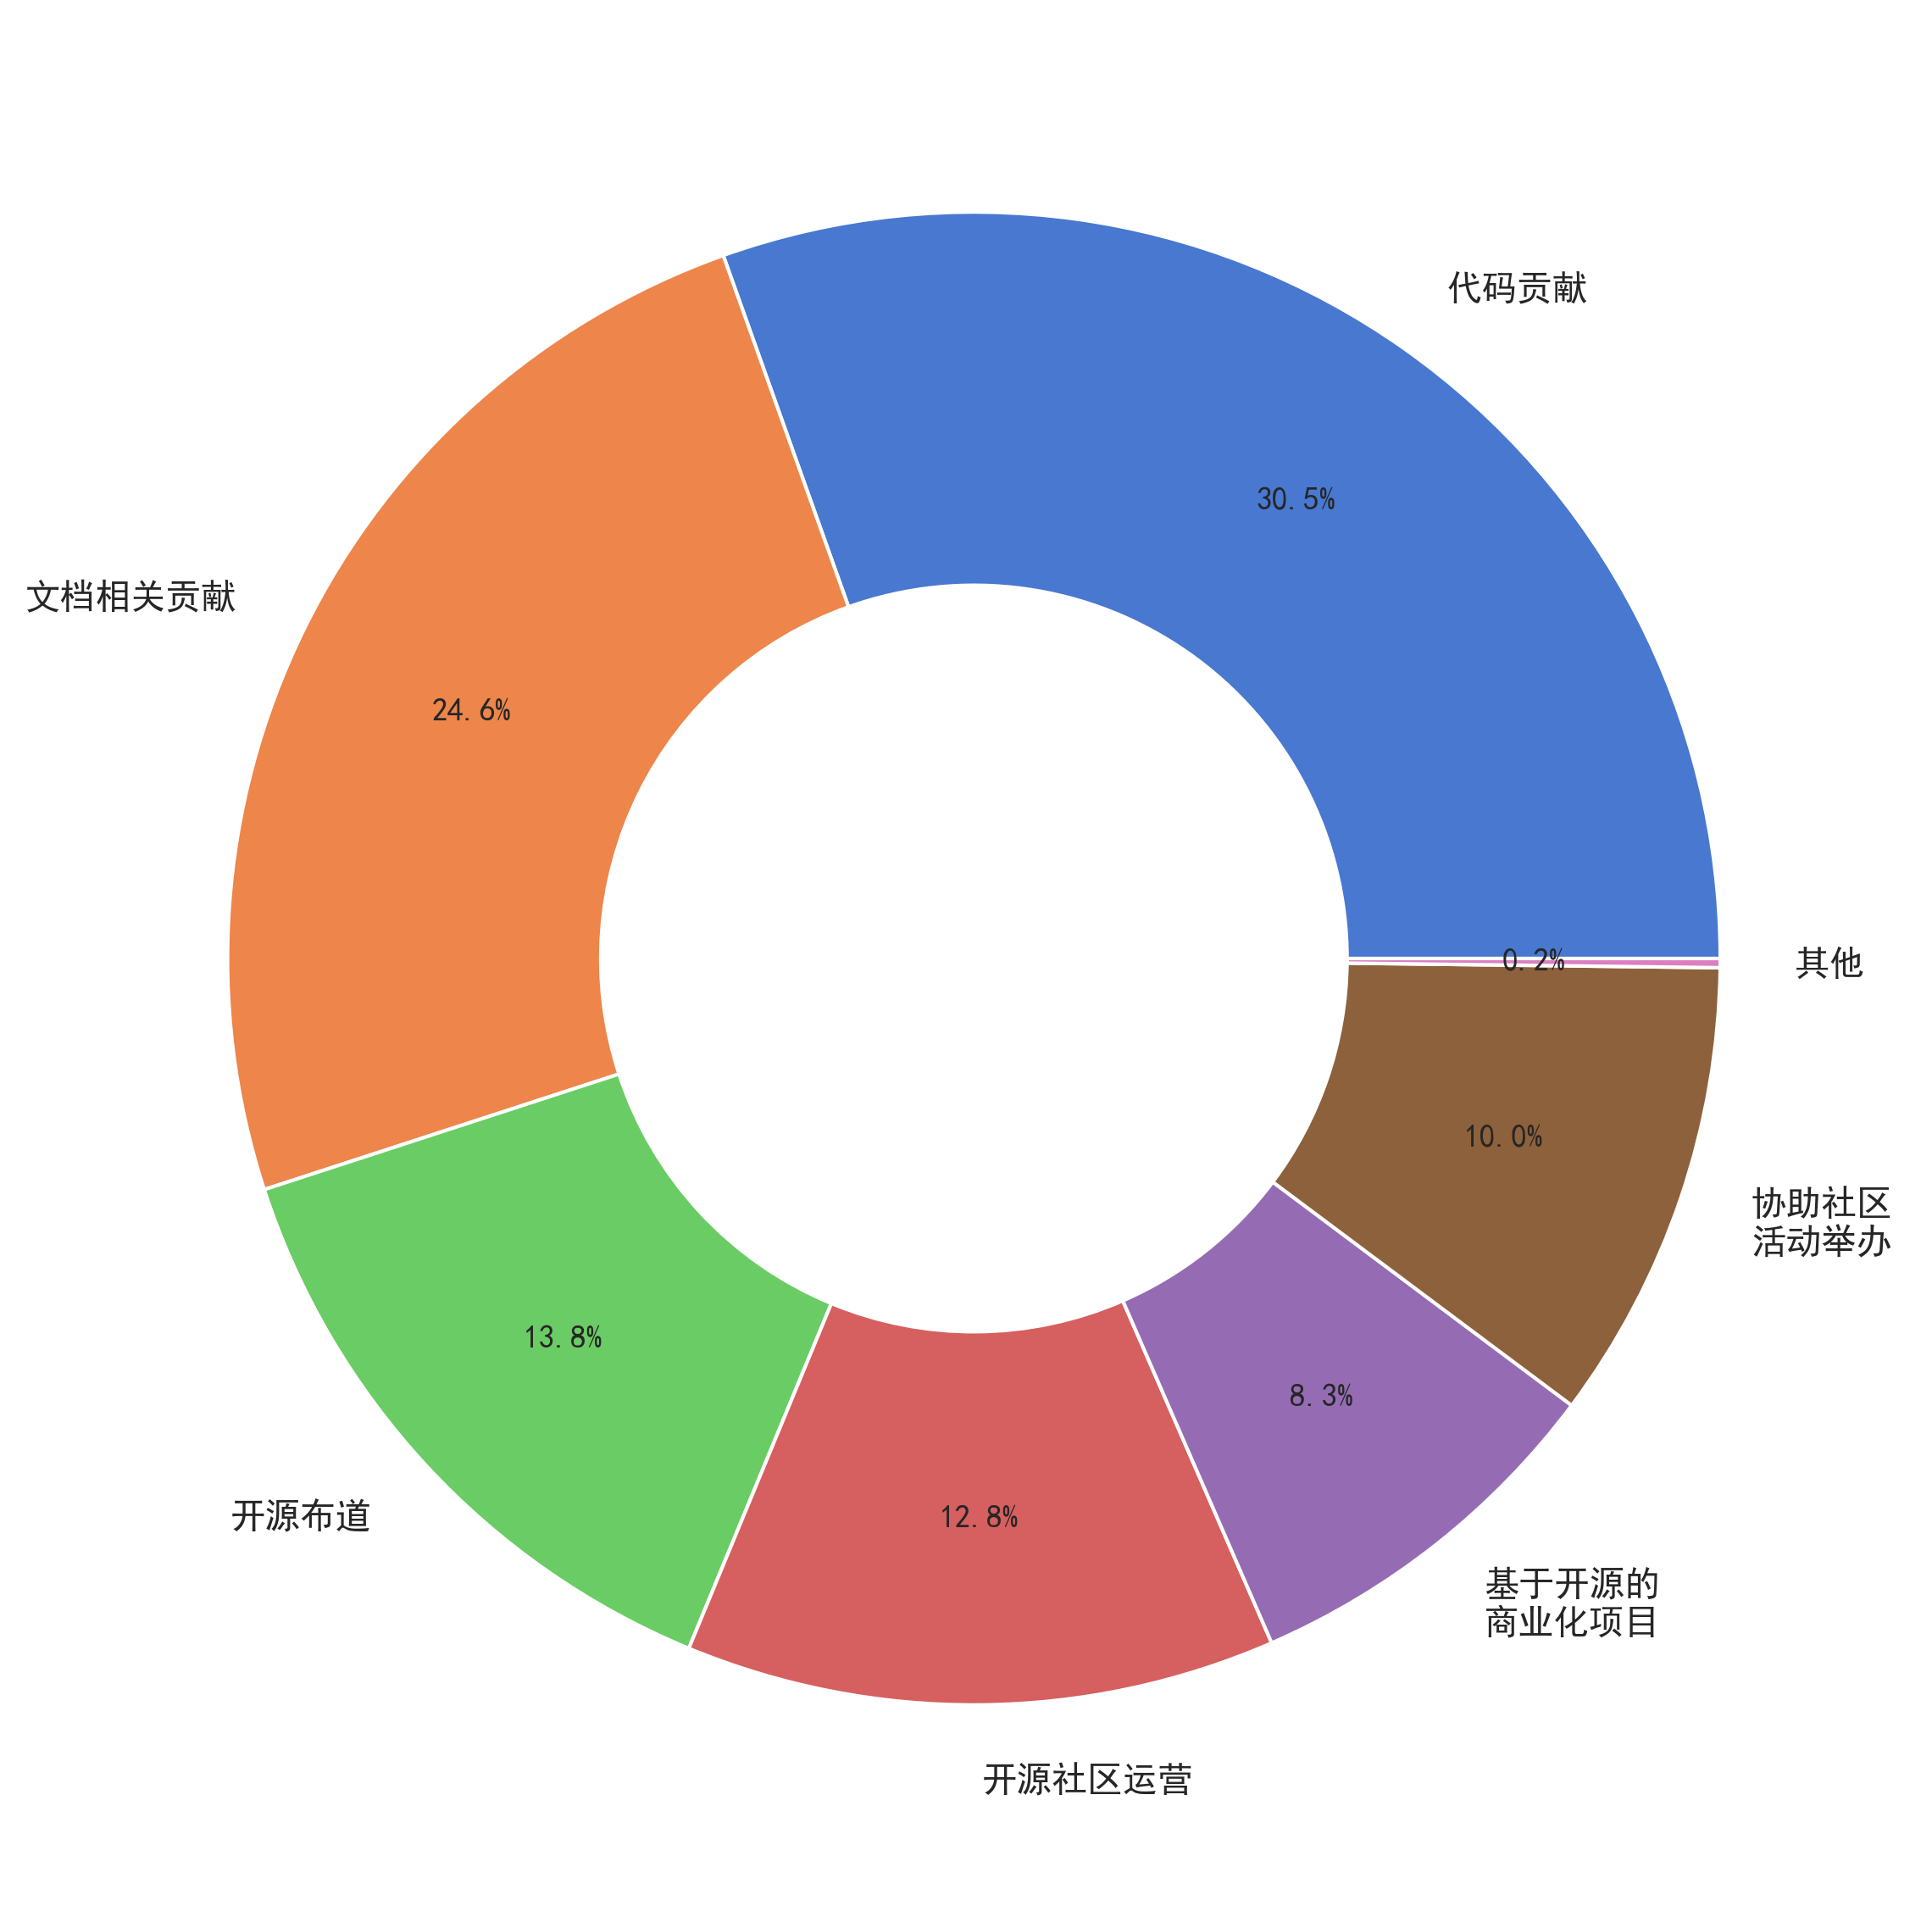 代码贡献
30.5%
文档相关贡献
24.6%
0.2%
其他
10.0%
协助社区
活动举办
13.8%
8.3%
开源布道
12.8%
基于开源的
商业化项目
开源社区运营